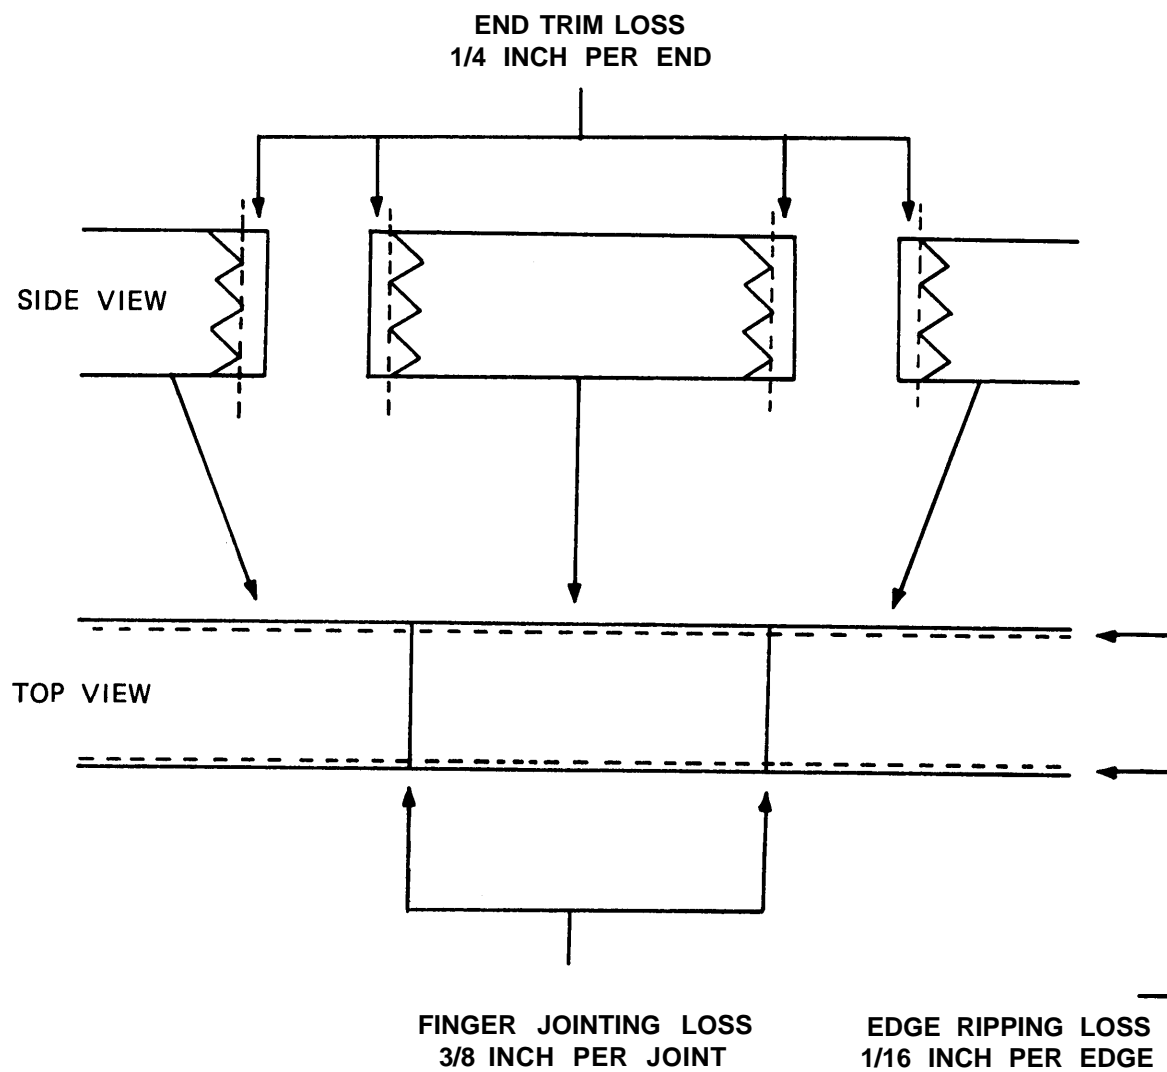 END TRIM LOSS
1/4 INCH PER END
SIDE VIEW
TOP VIEW
FINGER JOINTING LOSS
3/8 INCH PER JOINT
EDGE RIPPING LOSS
1/16 INCH PER EDGE